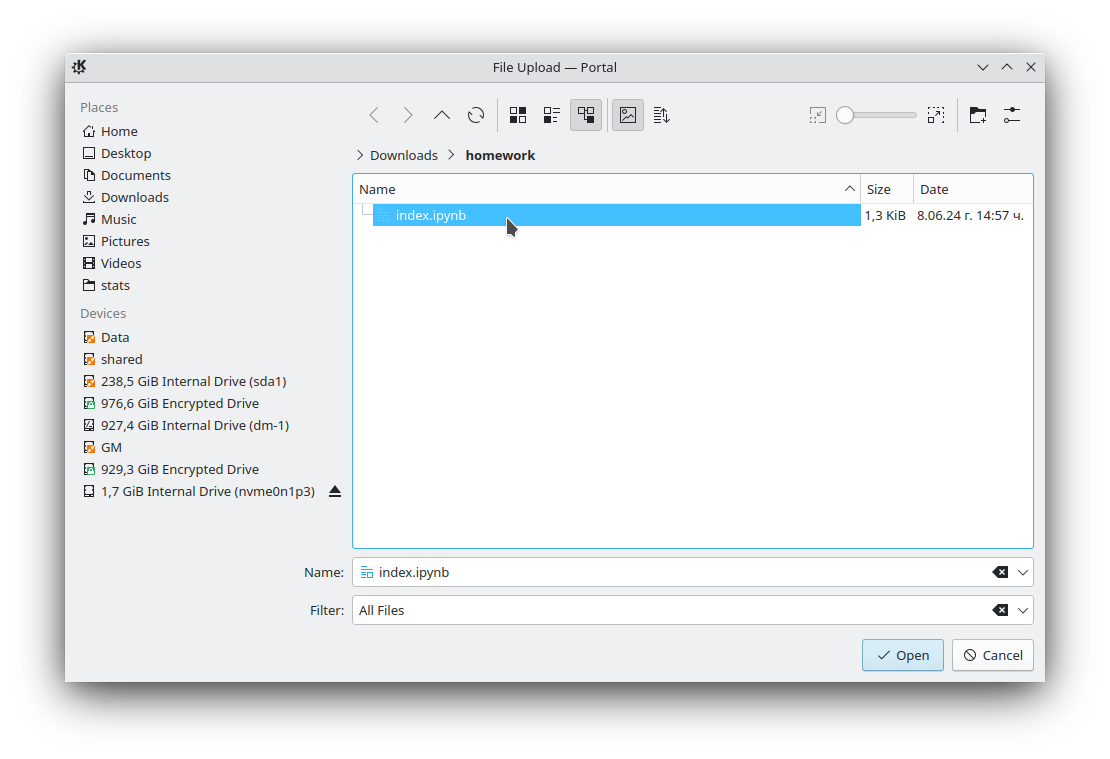 File Upload — Portal
Places
Home
Desktop
Documents
Downloads
Music
Pictures
Videos
stats
Devices
Data
shared
238,5 GiB Internal Drive (sda1)
976,6 GiB Encrypted Drive
927,4 GiB Internal Drive (dm-1)
GM
929,3 GiB Encrypted Drive
1,7 GiB Internal Drive (nvme0n1p3)
Downloads homework
Name Size Date
index.ipynb 1,3 KiB 8.06.24 г. 14:57 ч.
Name: index.ipynb
Filter: All Files
Open Cancel